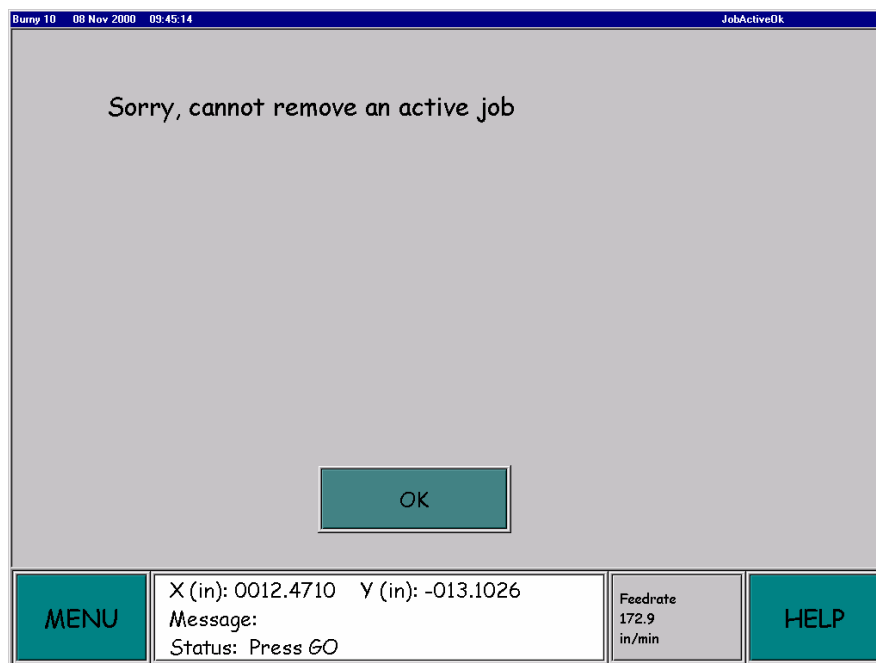 Burny 10 08 Nov 2000 09:45:14 JobActiveOk
Sorry, cannot remove an active job
OK
MENU
X (in): 0012.4710 Y (in): -013.1026
Message:
Status: Press GO
Feedrate
172.9
in/min
HELP